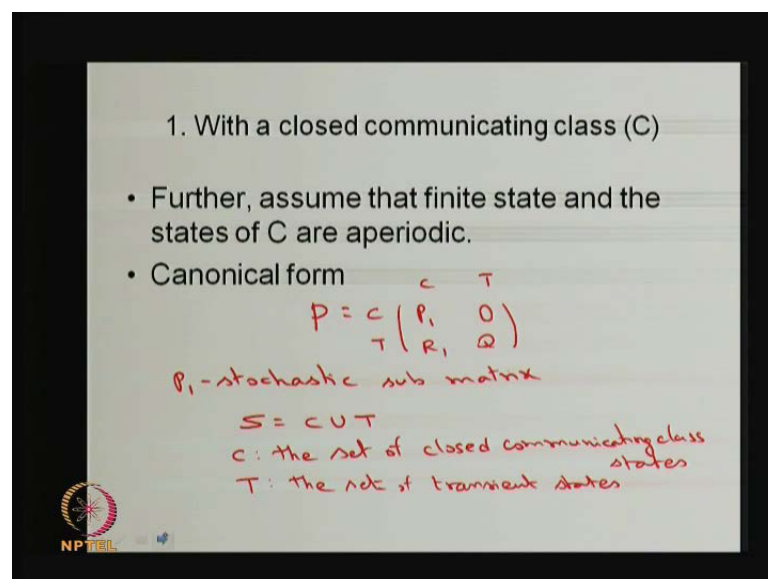 1. With a closed communicating class (C)
• Further, assume that finite state and the
states of C are aperiodic.
• Canonical form
C T
P = C ( P₁ O )
T ( R₁ Q )
P₁ - stochastic sub matrix
S = C ∪ T
C : the set of closed communicating class
states
T : the set of transient states
NPTEL